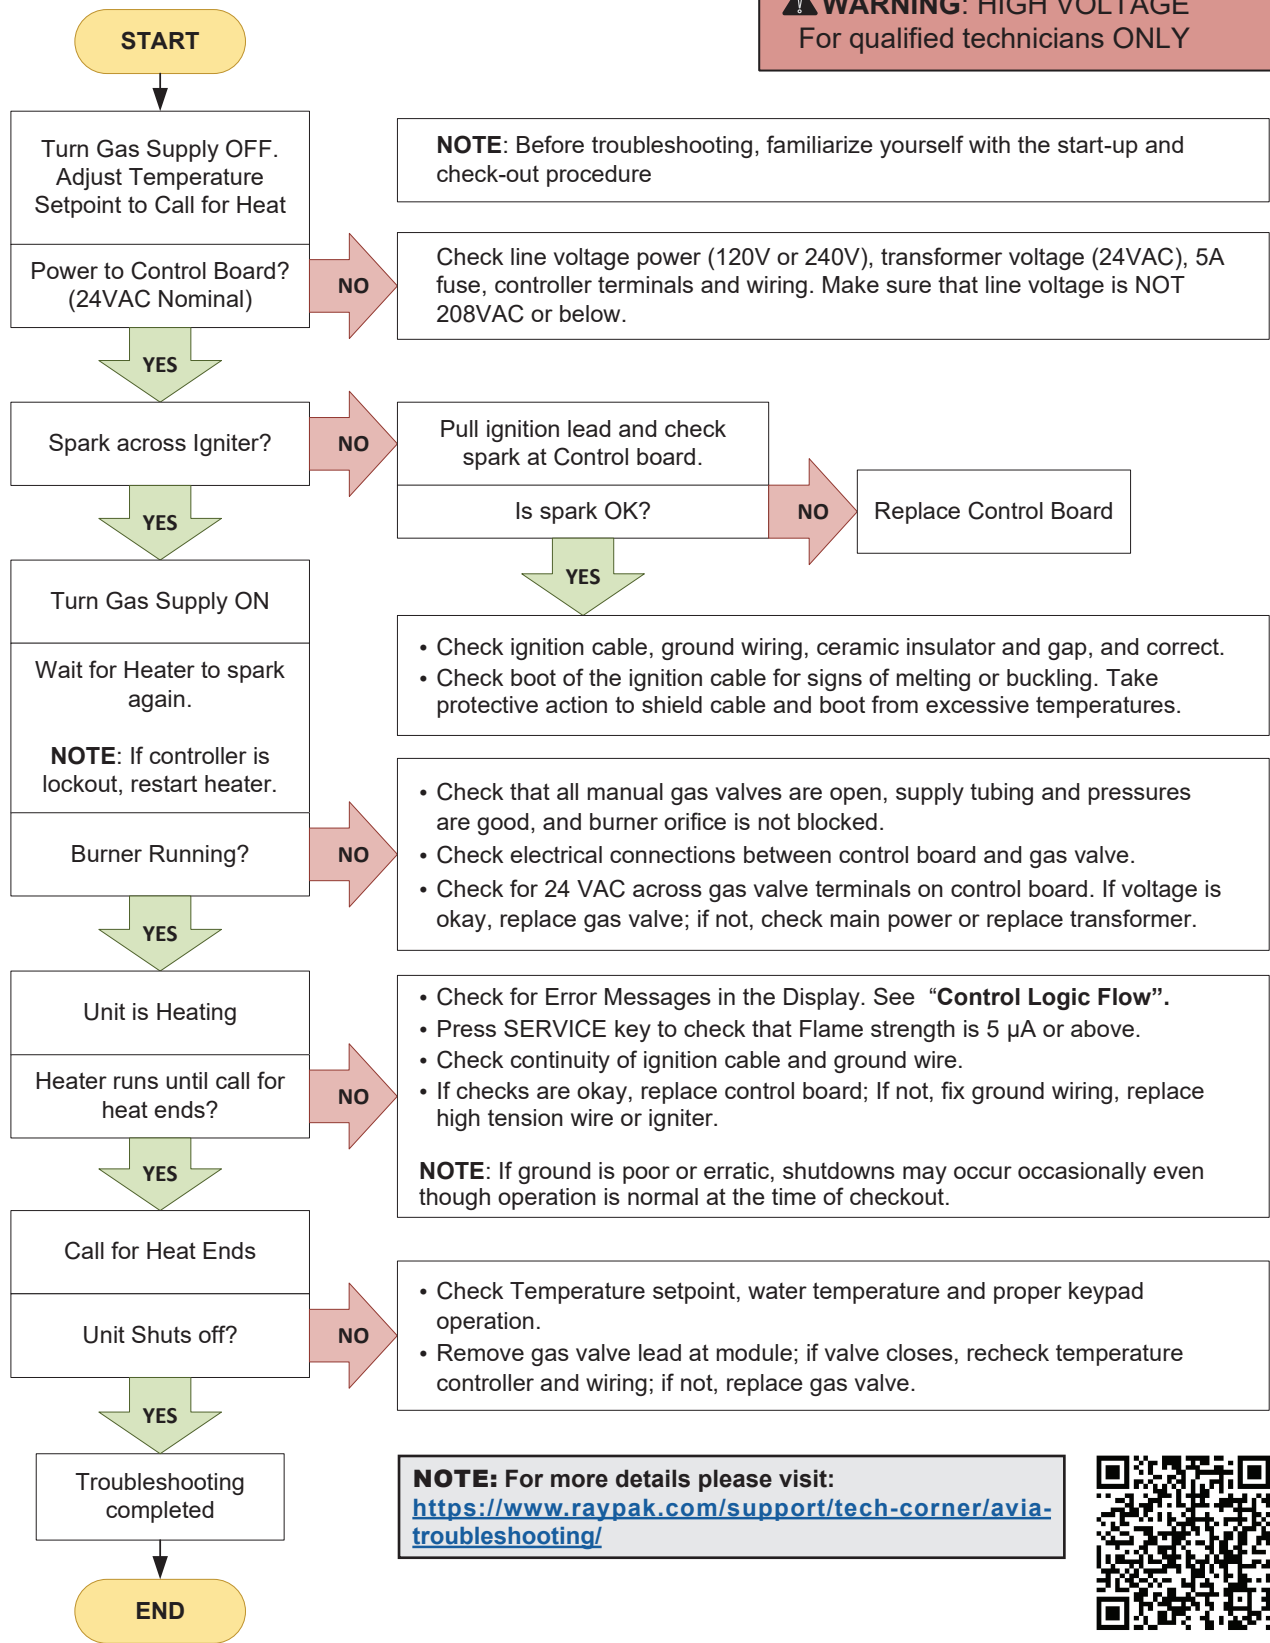 ⚠ WARNING: HIGH VOLTAGE
For qualified technicians ONLY
START
Turn Gas Supply OFF.
Adjust Temperature
Setpoint to Call for Heat
NOTE: Before troubleshooting, familiarize yourself with the start-up and
check-out procedure
Power to Control Board?
(24VAC Nominal)
NO
Check line voltage power (120V or 240V), transformer voltage (24VAC), 5A
fuse, controller terminals and wiring. Make sure that line voltage is NOT
208VAC or below.
YES
Spark across Igniter?
NO
Pull ignition lead and check
spark at Control board.
Is spark OK?
NO
Replace Control Board
YES
YES
• Check ignition cable, ground wiring, ceramic insulator and gap, and correct.
• Check boot of the ignition cable for signs of melting or buckling. Take
protective action to shield cable and boot from excessive temperatures.
Turn Gas Supply ON
Wait for Heater to spark
again.
NOTE: If controller is
lockout, restart heater.
Burner Running?
NO
• Check that all manual gas valves are open, supply tubing and pressures
are good, and burner orifice is not blocked.
• Check electrical connections between control board and gas valve.
• Check for 24 VAC across gas valve terminals on control board. If voltage is
okay, replace gas valve; if not, check main power or replace transformer.
YES
Unit is Heating
Heater runs until call for
heat ends?
NO
• Check for Error Messages in the Display. See “Control Logic Flow”.
• Press SERVICE key to check that Flame strength is 5 µA or above.
• Check continuity of ignition cable and ground wire.
• If checks are okay, replace control board; If not, fix ground wiring, replace
high tension wire or igniter.
NOTE: If ground is poor or erratic, shutdowns may occur occasionally even
though operation is normal at the time of checkout.
YES
Call for Heat Ends
Unit Shuts off?
NO
• Check Temperature setpoint, water temperature and proper keypad
operation.
• Remove gas valve lead at module; if valve closes, recheck temperature
controller and wiring; if not, replace gas valve.
YES
Troubleshooting
completed
NOTE: For more details please visit:
https://www.raypak.com/support/tech-corner/avia-
troubleshooting/
END